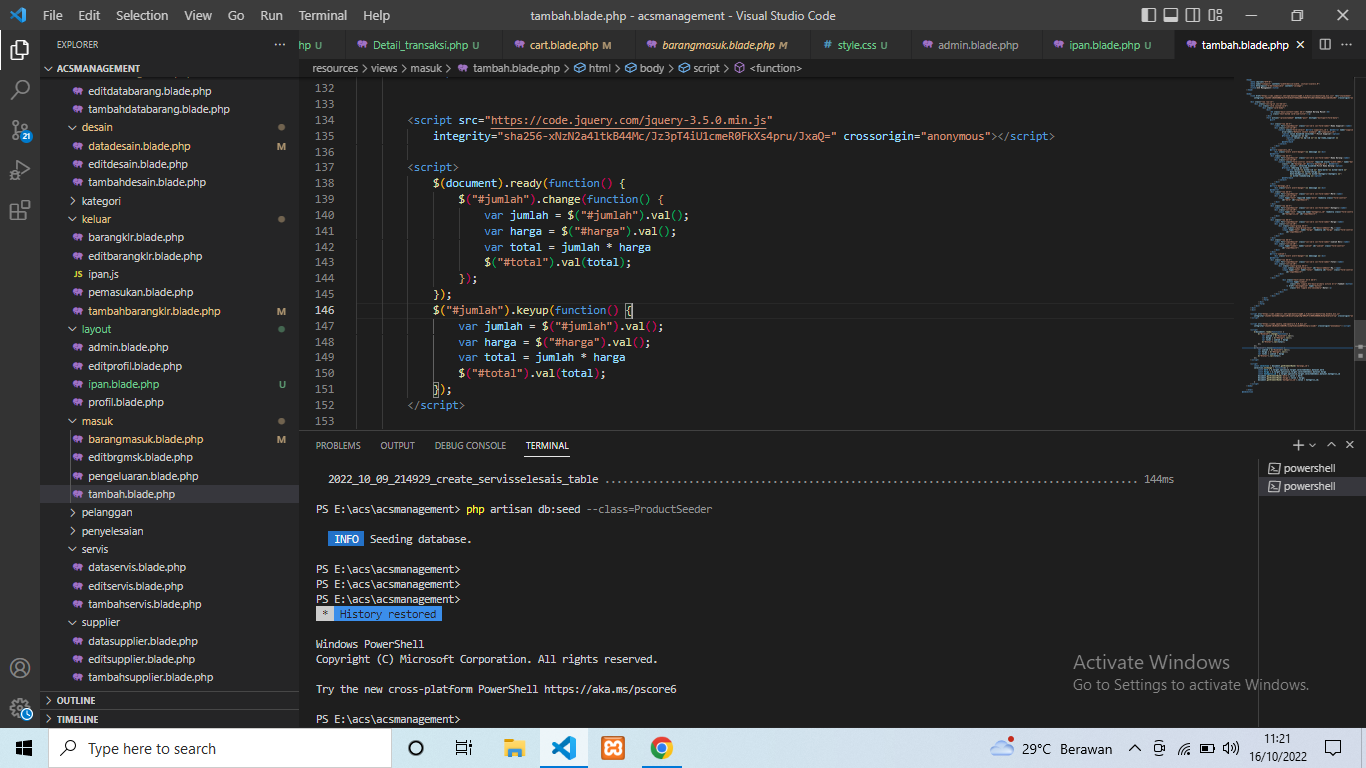 File Edit Selection View Go Run Terminal Help
tambah.blade.php - acsmanagement - Visual Studio Code
EXPLORER
ACSMANAGEMENT
editdatabarang.blade.php
tambahdatabarang.blade.php
desain
datadesain.blade.php M
editdesain.blade.php
tambahdesain.blade.php
kategori
keluar
barangklr.blade.php
editbarangklr.blade.php
JS ipan.js
pemasukan.blade.php
tambahbarangklr.blade.php M
layout
admin.blade.php
editprofil.blade.php
ipan.blade.php U
profil.blade.php
masuk
barangmasuk.blade.php M
editbrgmsk.blade.php
pengeluaran.blade.php
tambah.blade.php
pelanggan
penyelesaian
servis
dataservis.blade.php
editservis.blade.php
tambahservis.blade.php
supplier
datasupplier.blade.php
editsupplier.blade.php
tambahsupplier.blade.php
OUTLINE
TIMELINE
21
hp U
Detail_transaksi.php U
cart.blade.php M
barangmasuk.blade.php M
# style.css U
admin.blade.php
ipan.blade.php U
tambah.blade.php
resources > views > masuk > tambah.blade.php > html > body > script > <function>
132
133
134 <script src="https://code.jquery.com/jquery-3.5.0.min.js"
135 integrity="sha256-xNzN2a4ltkB44Mc/Jz3pT4iU1cmeR0FkXs4pru/JxaQ=" crossorigin="anonymous"></script>
136
137 <script>
138 $(document).ready(function() {
139 $("#jumlah").change(function() {
140 var jumlah = $("#jumlah").val();
141 var harga = $("#harga").val();
142 var total = jumlah * harga
143 $("#total").val(total);
144 });
145 });
146 $("#jumlah").keyup(function() {
147 var jumlah = $("#jumlah").val();
148 var harga = $("#harga").val();
149 var total = jumlah * harga
150 $("#total").val(total);
151 });
152 </script>
153
PROBLEMS OUTPUT DEBUG CONSOLE TERMINAL
2022_10_09_214929_create_servisselesais_table ......................................................................................... 144ms
PS E:\acs\acsmanagement> php artisan db:seed --class=ProductSeeder
INFO Seeding database.
PS E:\acs\acsmanagement>
PS E:\acs\acsmanagement>
PS E:\acs\acsmanagement>
* History restored
Windows PowerShell
Copyright (C) Microsoft Corporation. All rights reserved.
Try the new cross-platform PowerShell https://aka.ms/pscore6
PS E:\acs\acsmanagement>
powershell
powershell
Activate Windows
Go to Settings to activate Windows.
Type here to search
29°C Berawan
11:21
16/10/2022